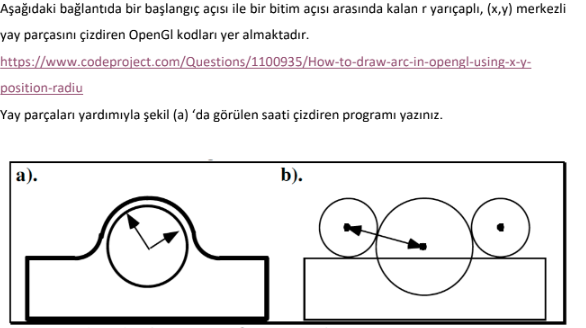 Aşağıdaki bağlantıda bir başlangıç açısı ile bir bitim açısı arasında kalan r yarıçaplı, (x,y) merkezli
yay parçasını çizdiren OpenGl kodları yer almaktadır.
https://www.codeproject.com/Questions/1100935/How-to-draw-arc-in-opengl-using-x-y-
position-radiu
Yay parçaları yardımıyla şekil (a) ‘da görülen saati çizdiren programı yazınız.
a). b).